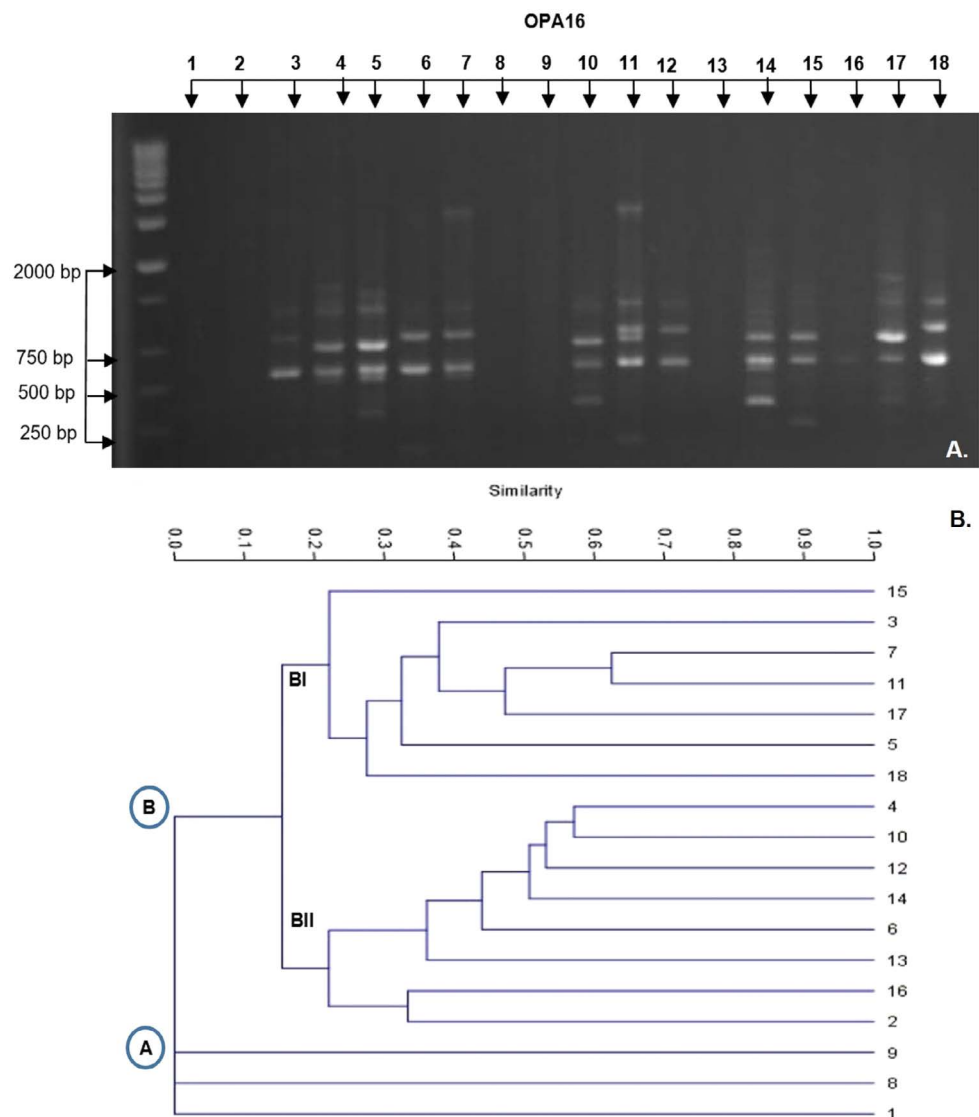 OPA16
1 2 3 4 5 6 7 8 9 10 11 12 13 14 15 16 17 18
2000 bp
750 bp
500 bp
250 bp
A.
Similarity
B.
0.0 0.1 0.2 0.3 0.4 0.5 0.6 0.7 0.8 0.9 1.0
15
3
7
BI
11
17
5
18
B
4
10
12
14
BII
6
13
16
2
A
9
8
1